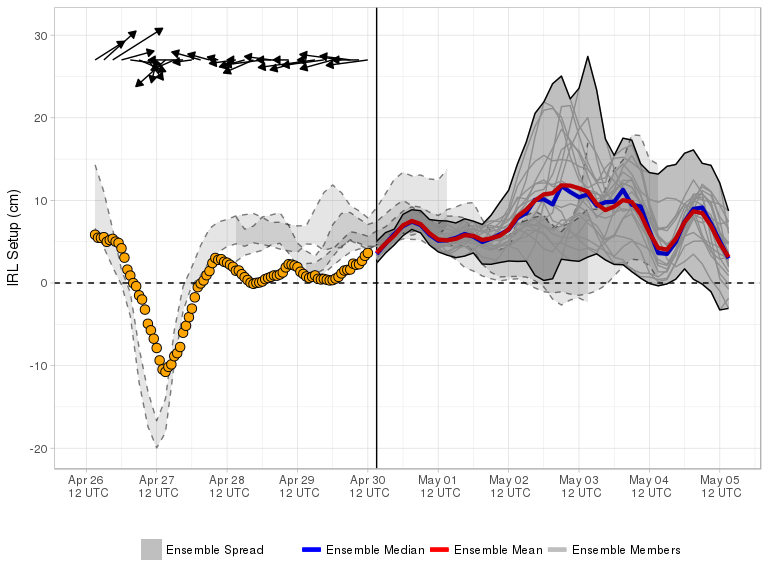 30
20
10
0
-10
-20
IRL Setup (cm)
Apr 26 Apr 27 Apr 28 Apr 29 Apr 30 May 01 May 02 May 03 May 04 May 05
12 UTC 12 UTC 12 UTC 12 UTC 12 UTC 12 UTC 12 UTC 12 UTC 12 UTC 12 UTC
Ensemble Spread Ensemble Median Ensemble Mean Ensemble Members